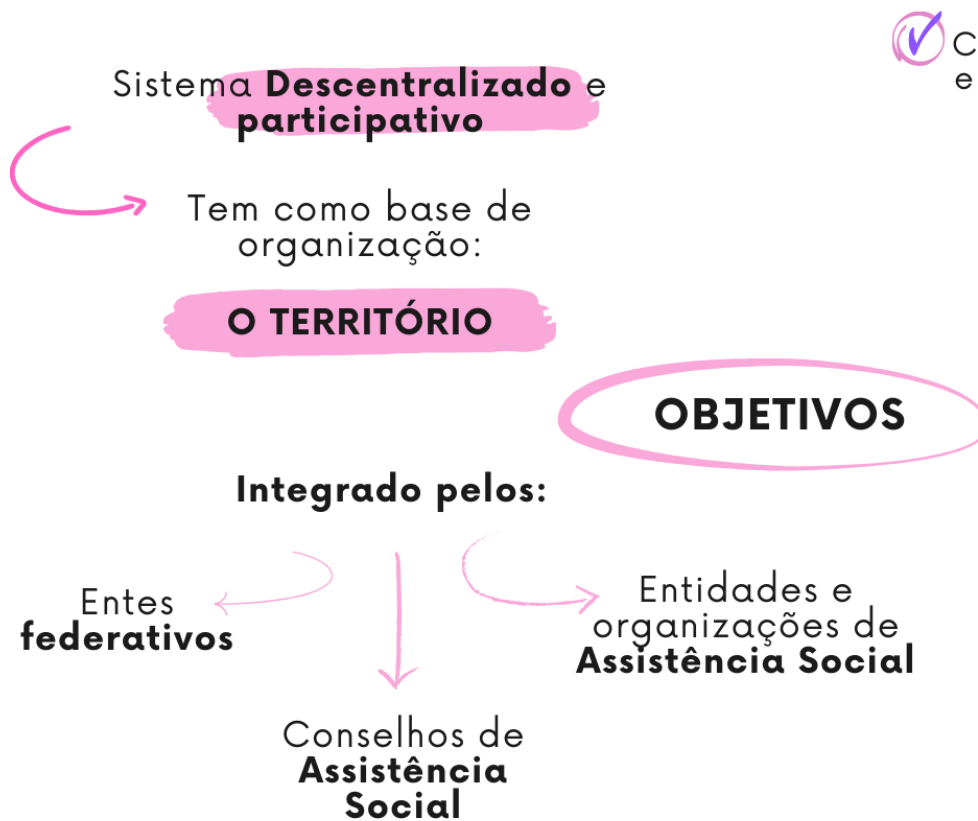 Sistema Descentralizado e
participativo
Tem como base de
organização:
O TERRITÓRIO
OBJETIVOS
Integrado pelos:
Entes
federativos
Conselhos de
Assistência
Social
Entidades e
organizações de
Assistência Social
e